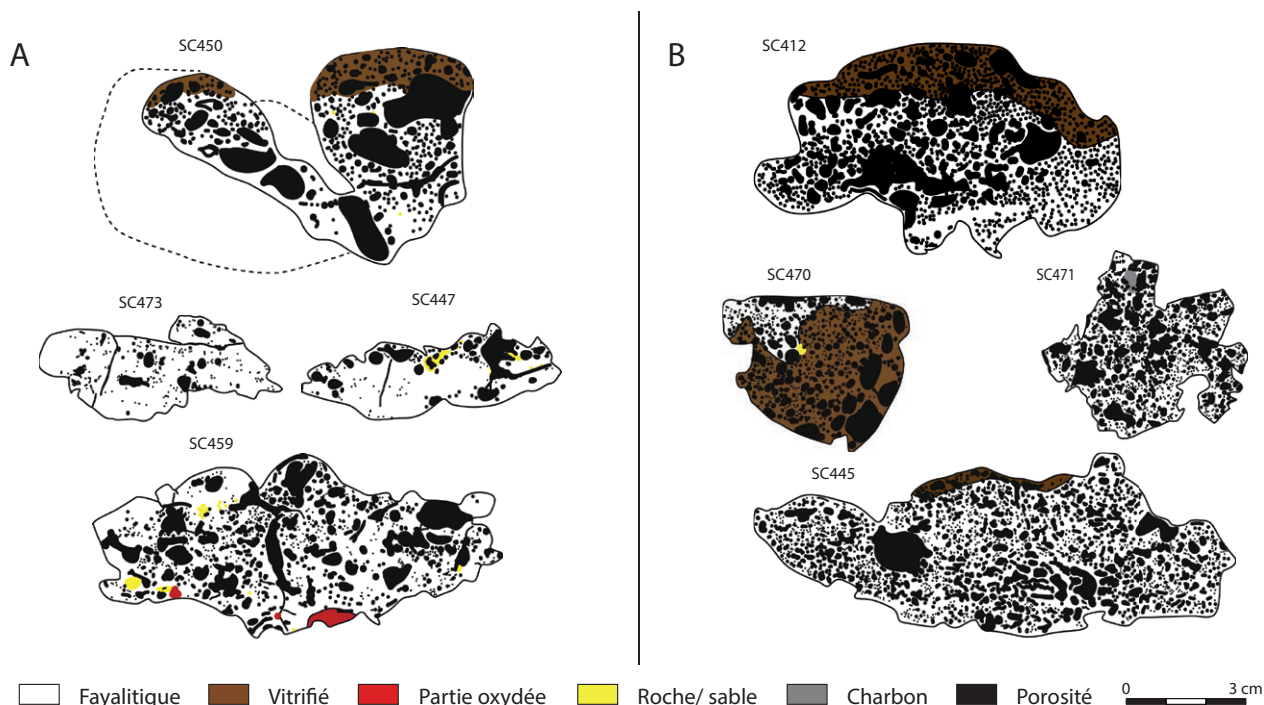 A
SC450
SC473
SC447
SC459
B
SC412
SC470
SC471
SC445
Fayalitique
Vitrifié
Partie oxydée
Roche/ sable
Charbon
Porosité
0 3 cm